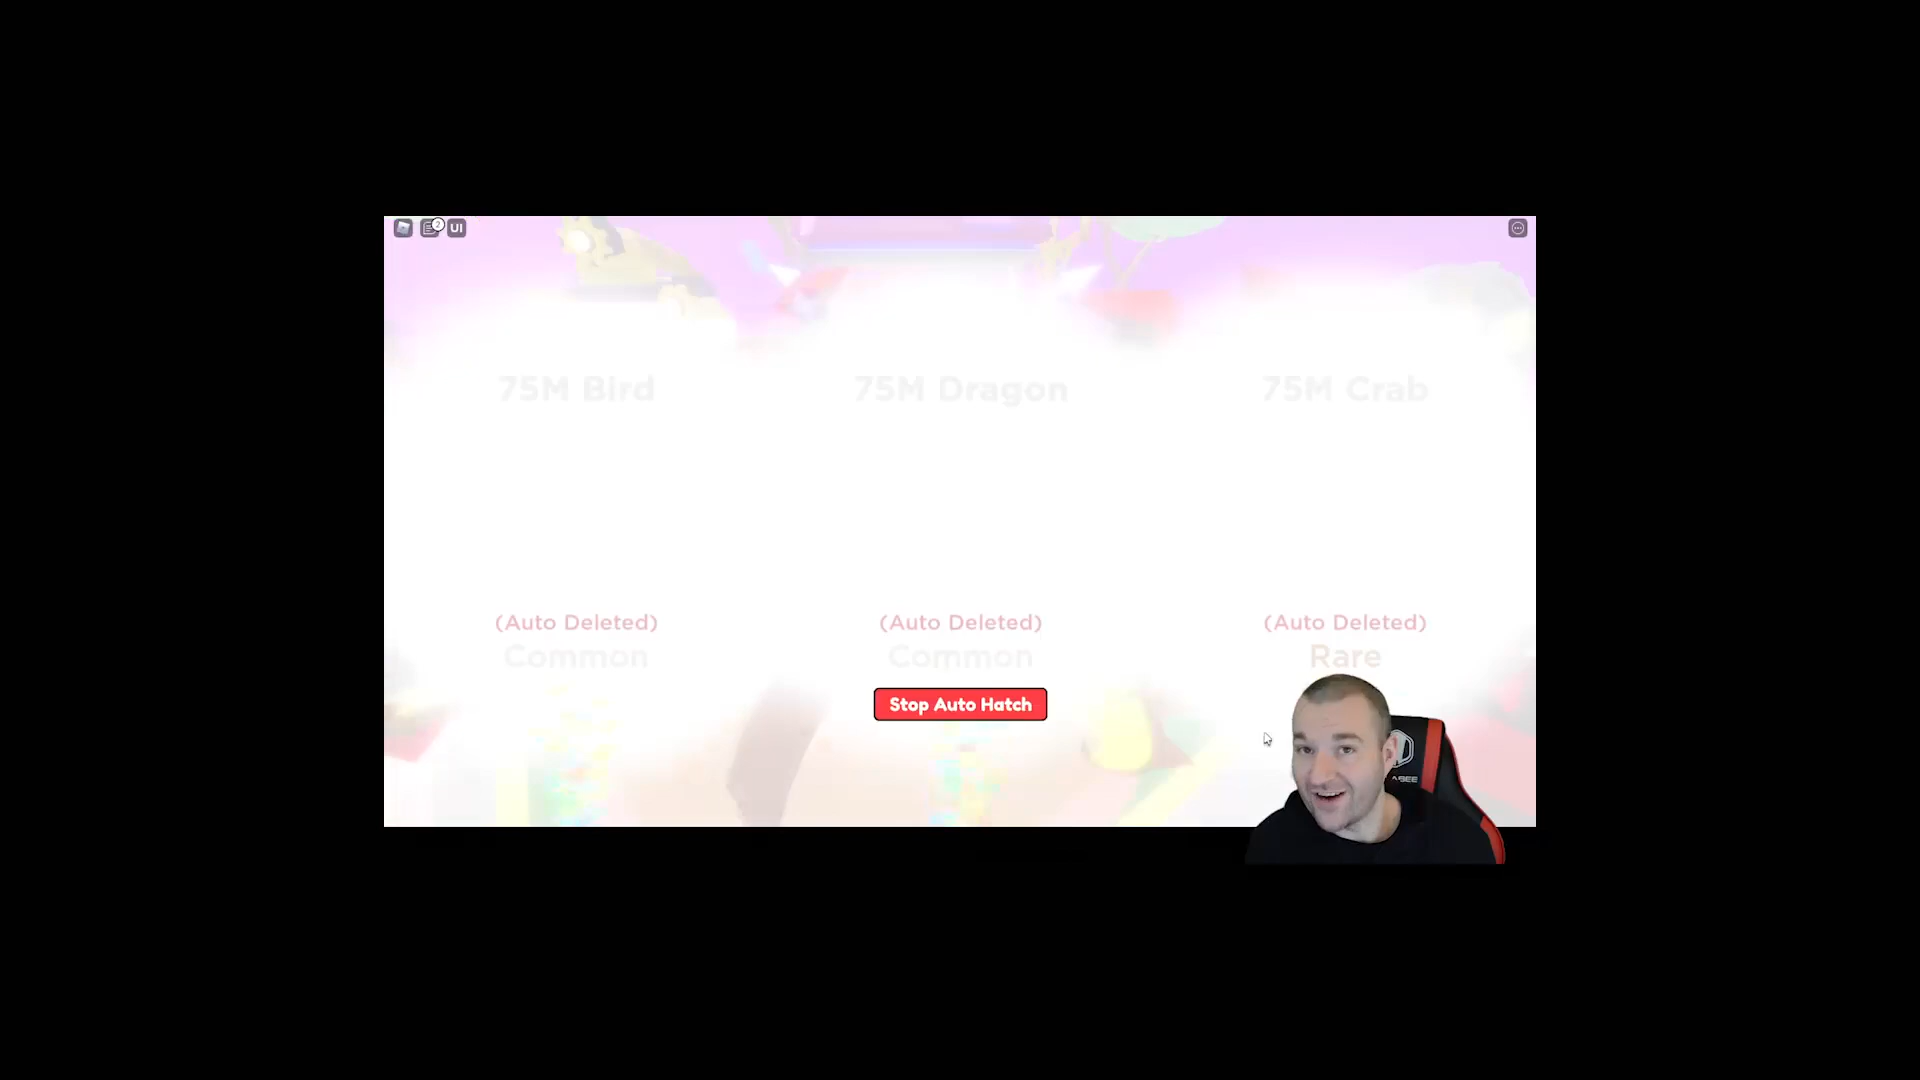 2
UI
75M Bird
75M Dragon
75M Crab
(Auto Deleted)
(Auto Deleted)
(Auto Deleted)
Common
Common
Rare
Stop Auto Hatch